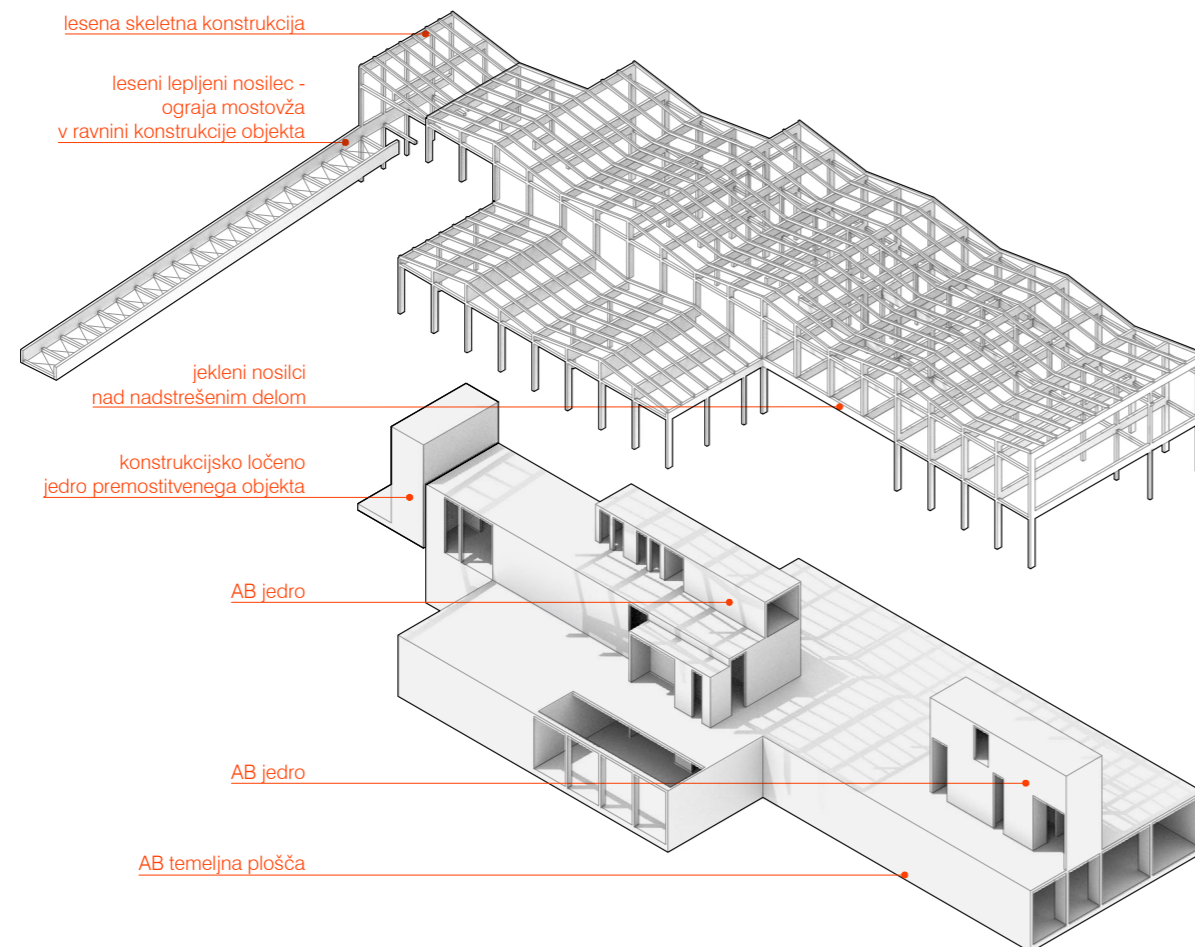 lesena skeletna konstrukcija
leseni lepljeni nosilec -
ograja mostovža
v ravnini konstrukcije objekta
jekleni nosilci
nad nadstrešenim delom
konstrukcijsko ločeno
jedro premostitvenega objekta
AB jedro
AB jedro
AB temeljna plošča